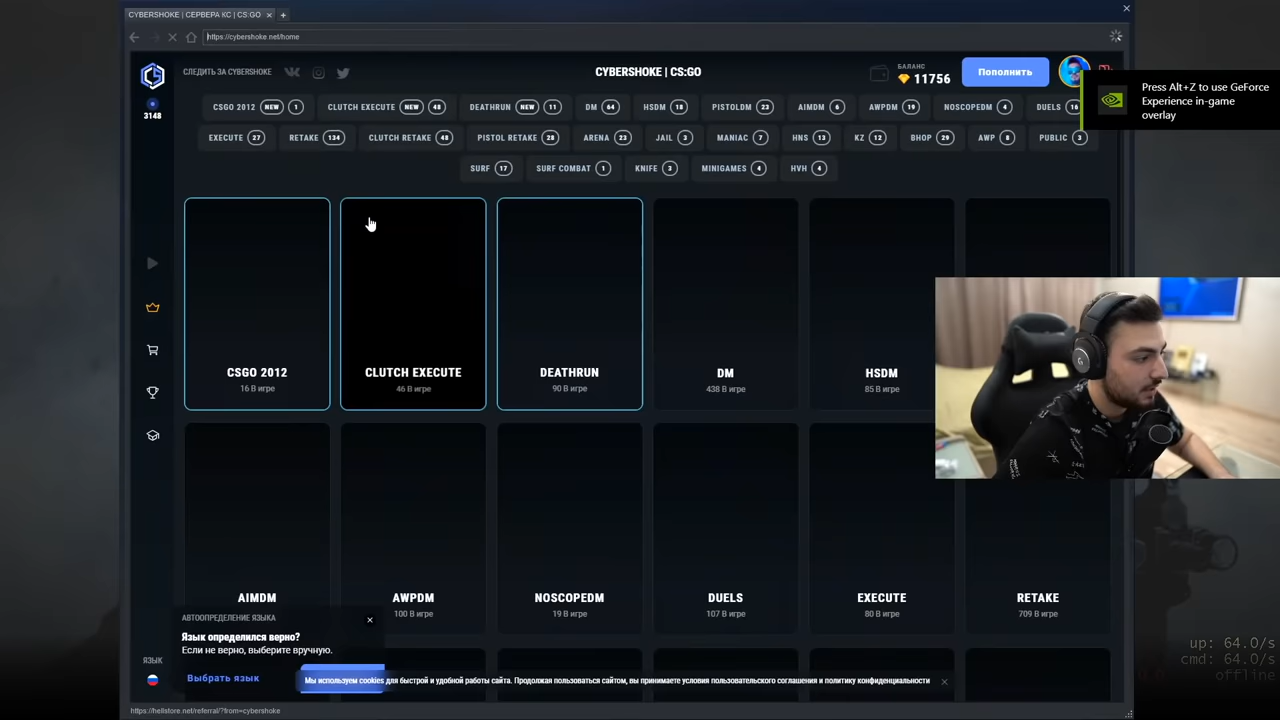 CYBERSHOKE | СЕРВЕРА КС | CS:GO
https://cybershoke.net/home
СЛЕДИТЬ ЗА CYBERSHOKE
CYBERSHOKE | CS:GO
БАЛАНС
11756
Пополнить
Press Alt+Z to use GeForce
Experience in-game
overlay
3148
CSGO 2012 NEW 1
CLUTCH EXECUTE NEW 48
DEATHRUN NEW 11
DM 64
HSDM 18
PISTOLDM 23
AIMDM 6
AWPDM 19
NOSCOPEDM 4
DUELS 16
EXECUTE 27
RETAKE 134
CLUTCH RETAKE 48
PISTOL RETAKE 28
ARENA 23
JAIL 3
MANIAC 7
HNS 13
KZ 12
BHOP 29
AWP 8
PUBLIC 3
SURF 17
SURF COMBAT 1
KNIFE 3
MINIGAMES 4
HVH 4
CSGO 2012
16 В игре
CLUTCH EXECUTE
46 В игре
DEATHRUN
90 В игре
DM
438 В игре
HSDM
85 В игре
AIMDM
AWPDM
100 В игре
NOSCOPEDM
19 В игре
DUELS
107 В игре
EXECUTE
80 В игре
RETAKE
709 В игре
АВТООПРЕДЕЛЕНИЕ ЯЗЫКА
Язык определился верно?
Если не верно, выберите вручную.
Выбрать язык
ЯЗЫК
Мы используем cookies для быстрой и удобной работы сайта. Продолжая пользоваться сайтом, вы принимаете условия пользовательского соглашения и политику конфиденциальности
https://hellstore.net/referral/?from=cybershoke
up: 64.0/s
cmd: 64.0/s
offline